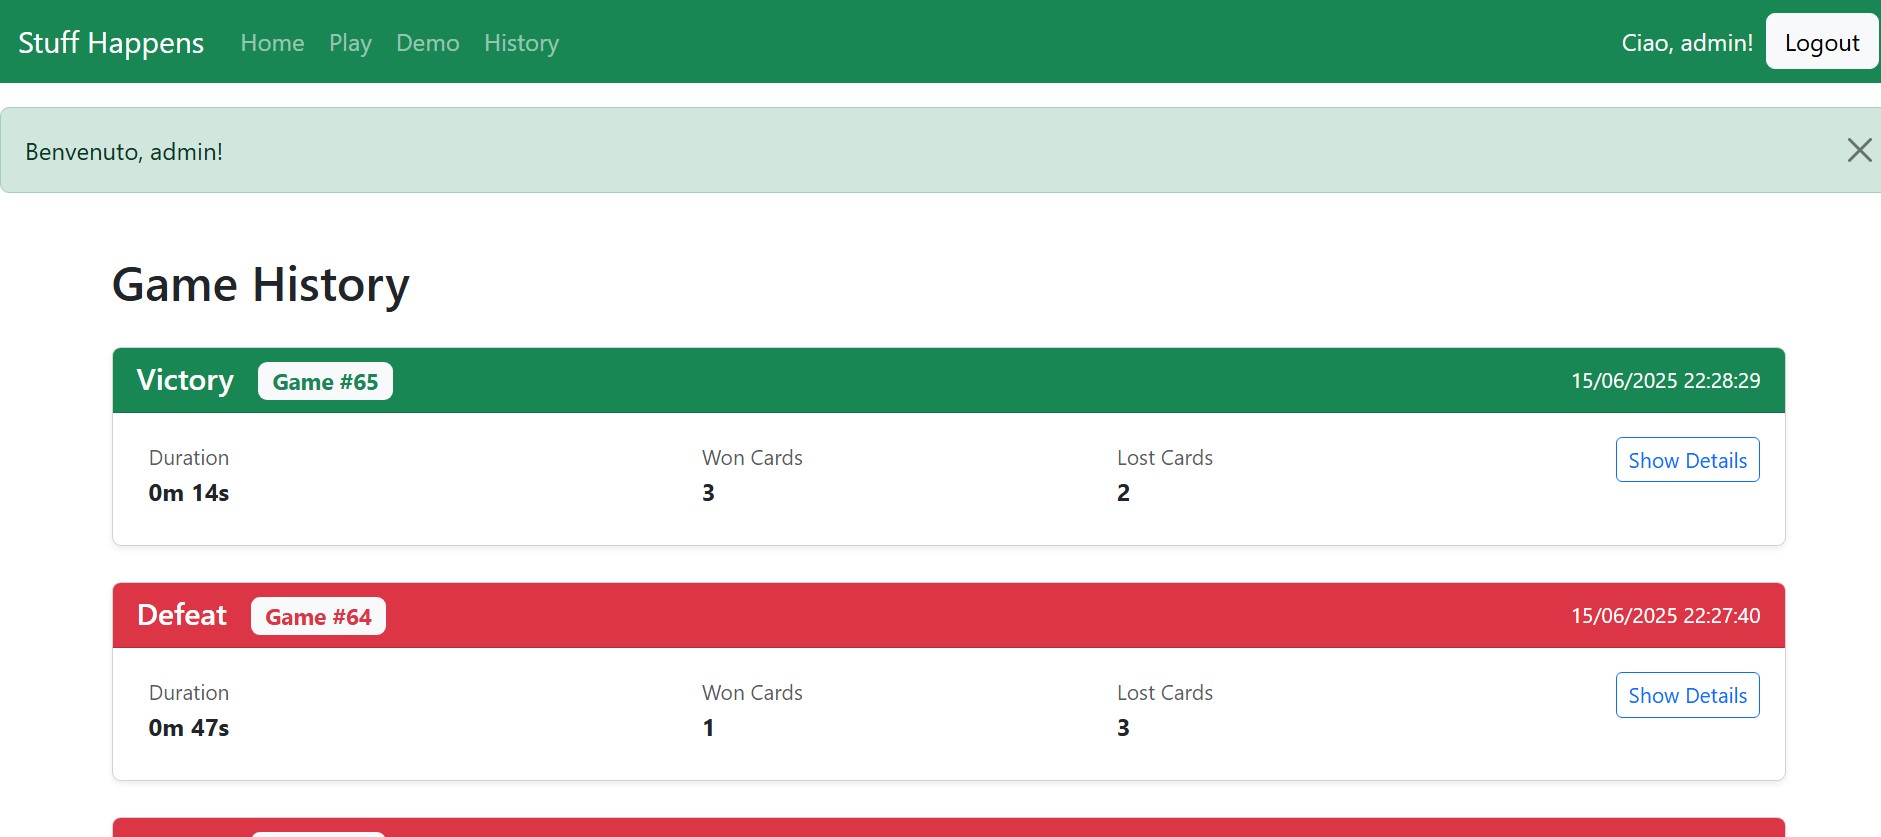 Stuff Happens Home Play Demo History Ciao, admin! Logout
Benvenuto, admin!
Game History
Victory Game #65 15/06/2025 22:28:29
Duration Won Cards Lost Cards Show Details
0m 14s 3 2
Defeat Game #64 15/06/2025 22:27:40
Duration Won Cards Lost Cards Show Details
0m 47s 1 3